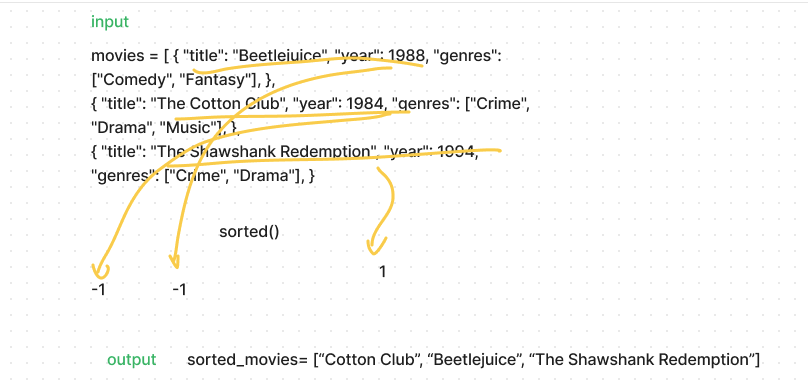 input
movies = [ { "title": "Beetlejuice", "year": 1988, "genres":
["Comedy", "Fantasy"], },
{ "title": "The Cotton Club", "year": 1984, "genres": ["Crime",
"Drama", "Music"], },
{ "title": "The Shawshank Redemption", "year": 1994,
"genres": ["Crime", "Drama"], }
sorted()
1
-1 -1
output sorted_movies= [“Cotton Club”, “Beetlejuice”, “The Shawshank Redemption”]